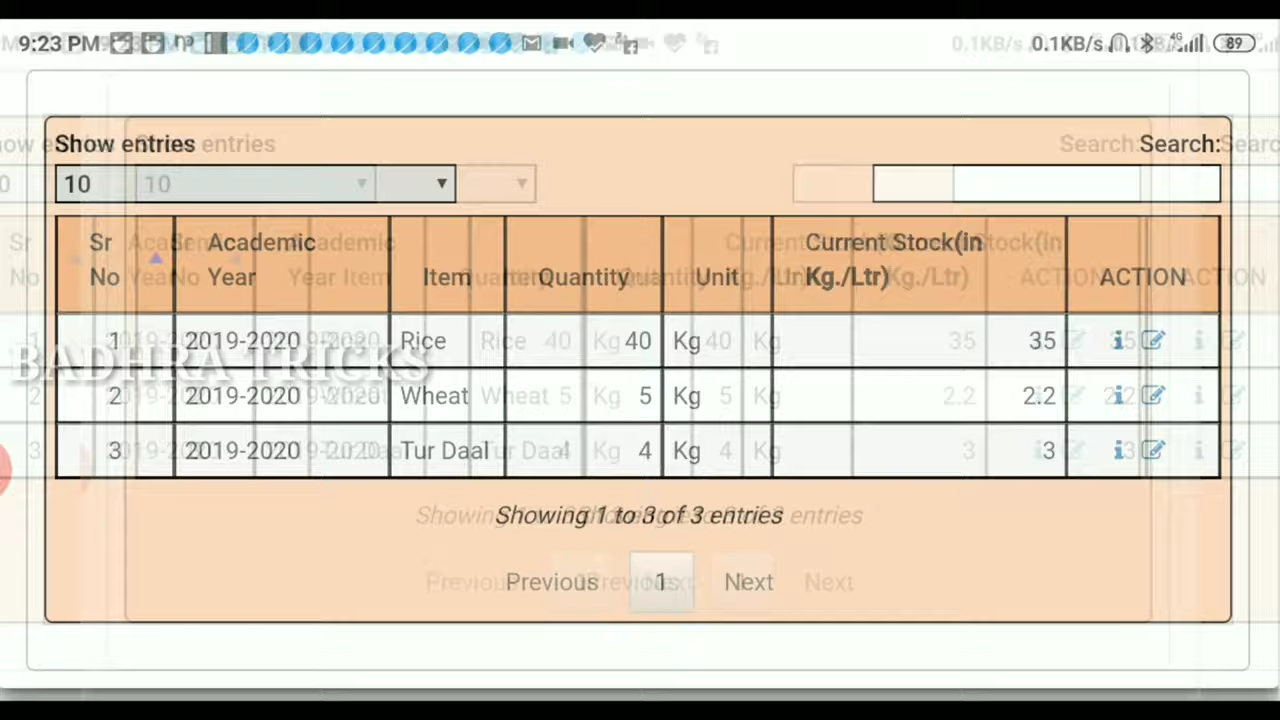 9:23 PM 0.1KB/s 4G 89
Show entries Search:
10
Sr No Academic Year Item Quantity Unit Current Stock(in Kg./Ltr) ACTION
1 2019-2020 Rice 40 Kg 35
2 2019-2020 Wheat 5 Kg 2.2
3 2019-2020 Tur Daal 4 Kg 3
BADHRA TRICKS
Showing 1 to 3 of 3 entries
Previous 1 Next